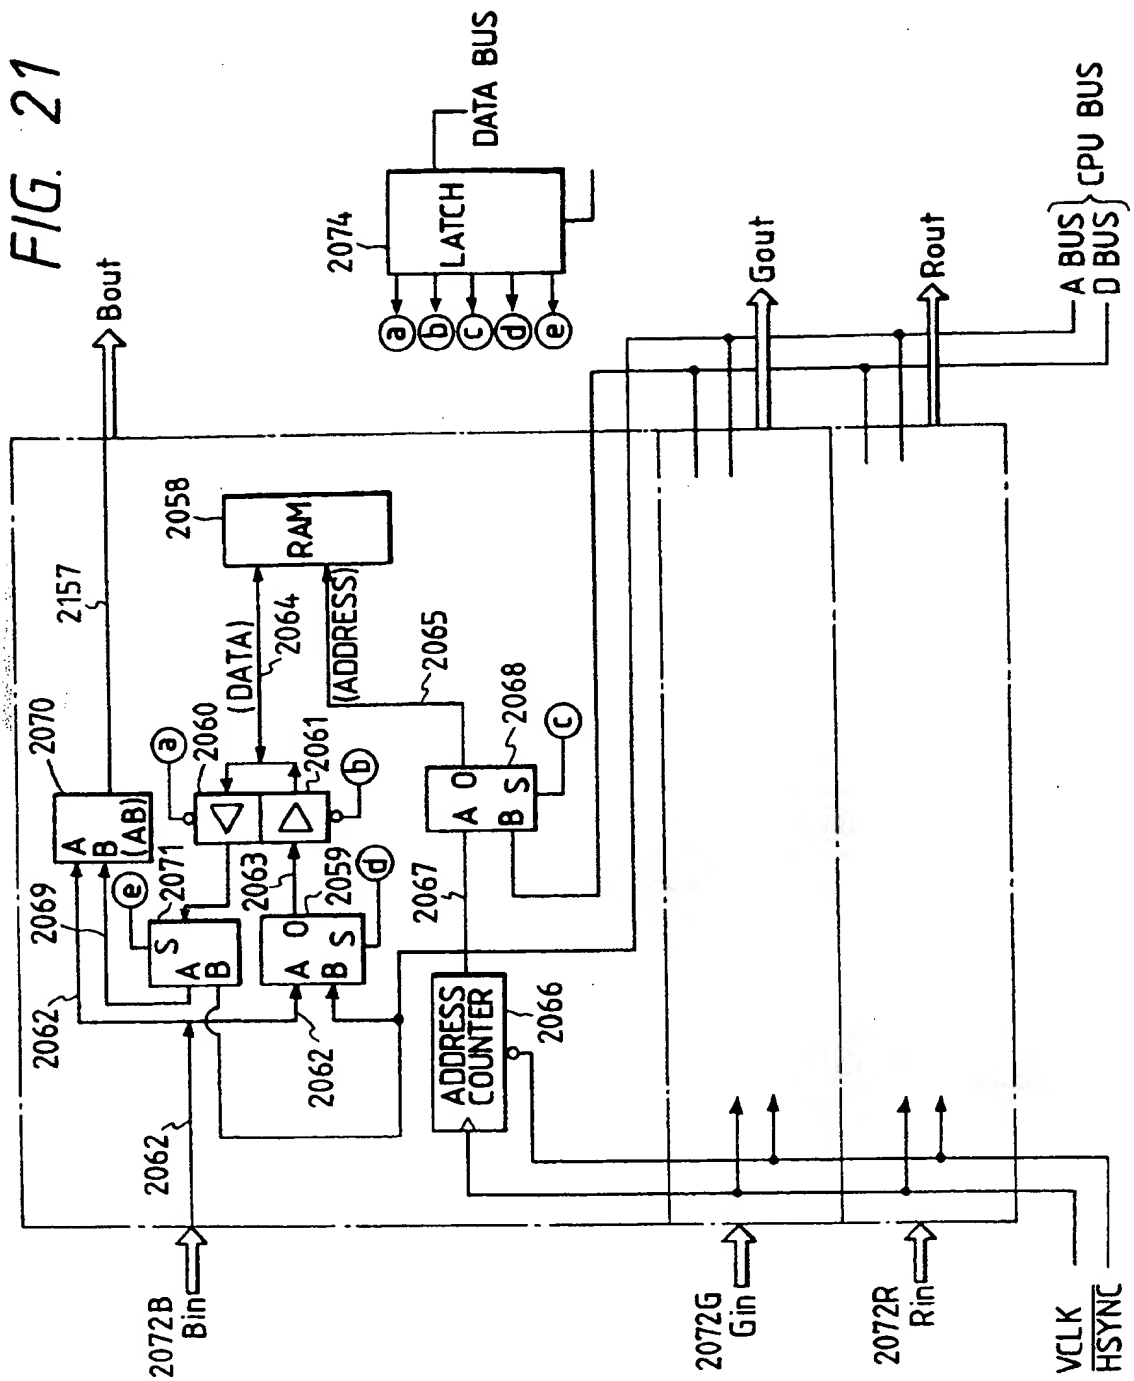 FIG. 21
Bout
2157
2070
A
B
(AB)
2069
2062
e
2071
S
A
B
a
2060
(DATA)
2064
2058
RAM
(ADDRESS)
2065
2061
b
2063
2059
A
O
B
S
d
2062
2062
2072B
Bin
2067
2068
A
O
B
S
c
ADDRESS
COUNTER
2066
2074
LATCH
DATA BUS
a
b
c
d
e
2072G
Gin
Gout
2072R
Rin
Rout
VCLK
HSYNC
A BUS
D BUS
CPU BUS